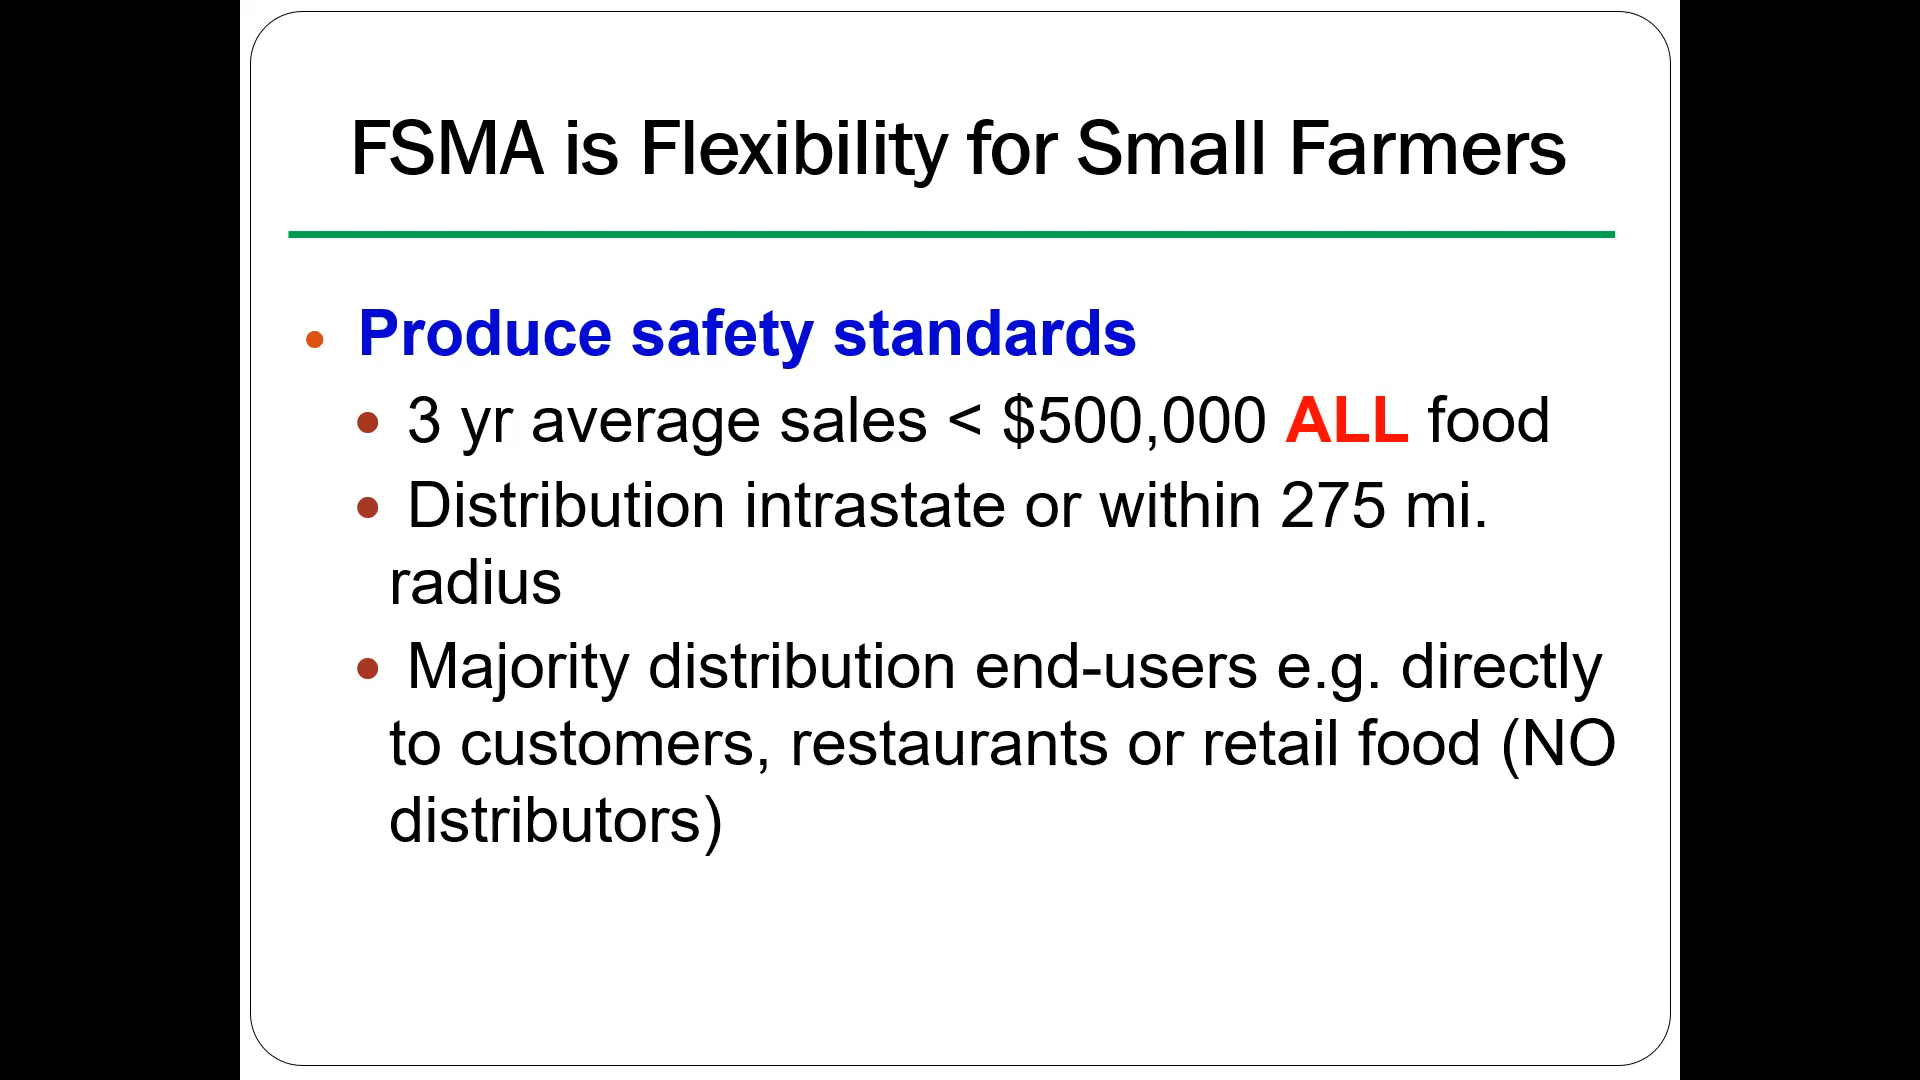 FSMA is Flexibility for Small Farmers
• Produce safety standards
• 3 yr average sales < $500,000 ALL food
• Distribution intrastate or within 275 mi.
radius
• Majority distribution end-users e.g. directly
to customers, restaurants or retail food (NO
distributors)